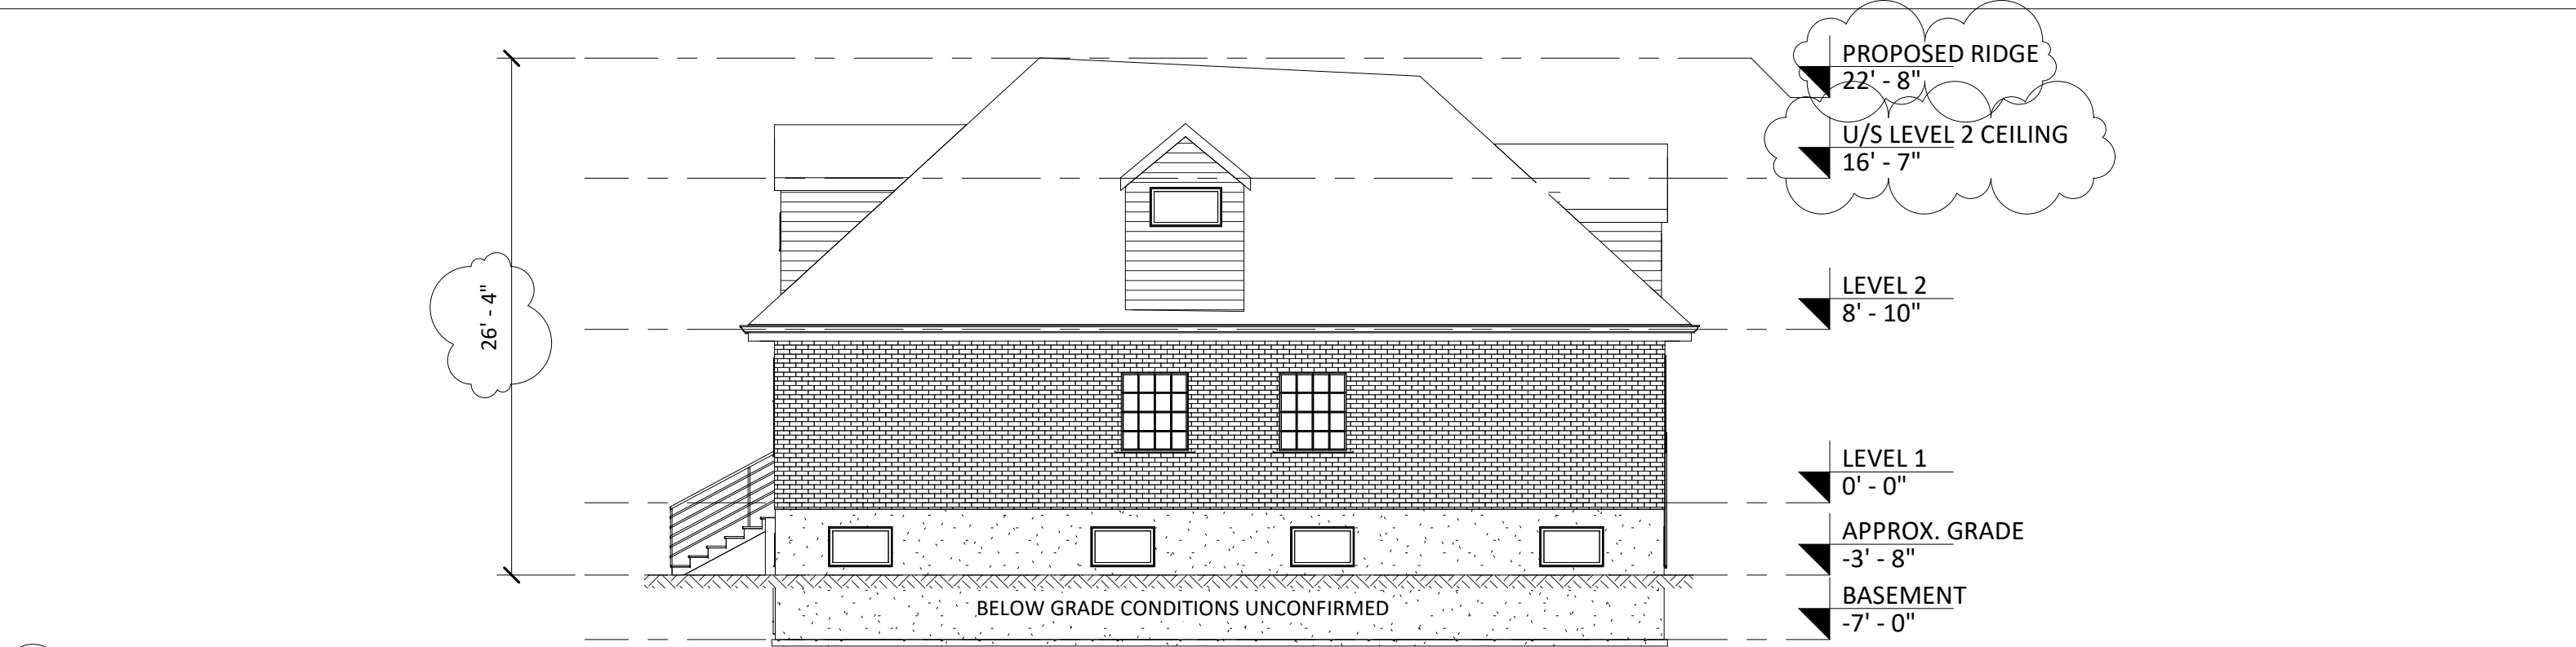 PROPOSED RIDGE
22' - 8"
U/S LEVEL 2 CEILING
16' - 7"
LEVEL 2
8' - 10"
26' - 4"
LEVEL 1
0' - 0"
APPROX. GRADE
-3' - 8"
BASEMENT
-7' - 0"
BELOW GRADE CONDITIONS UNCONFIRMED